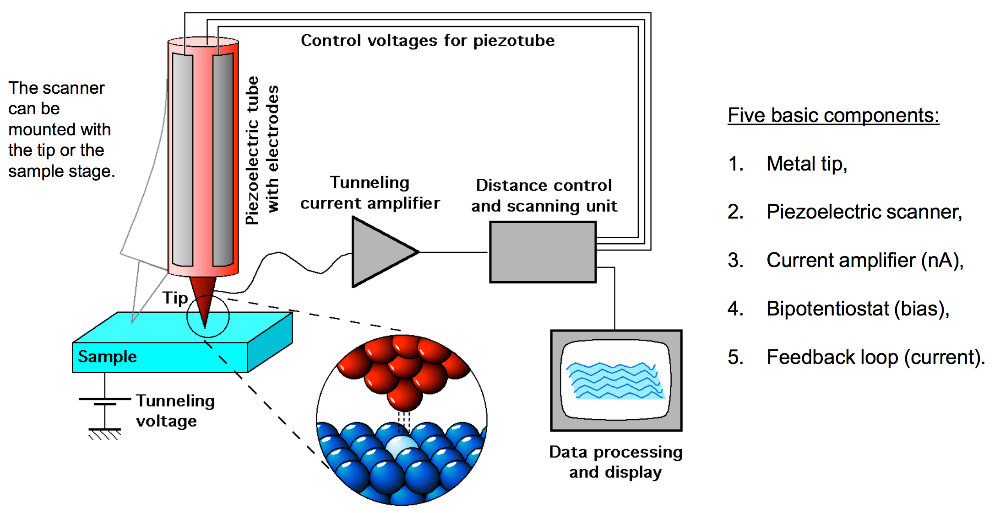 Control voltages for piezotube
The scanner
can be
mounted with
the tip or the
sample stage.
Piezoelectric tube
with electrodes
Tunneling
current amplifier
Distance control
and scanning unit
Tip
Sample
Tunneling
voltage
Data processing
and display
Five basic components:
1. Metal tip,
2. Piezoelectric scanner,
3. Current amplifier (nA),
4. Bipotentiostat (bias),
5. Feedback loop (current).